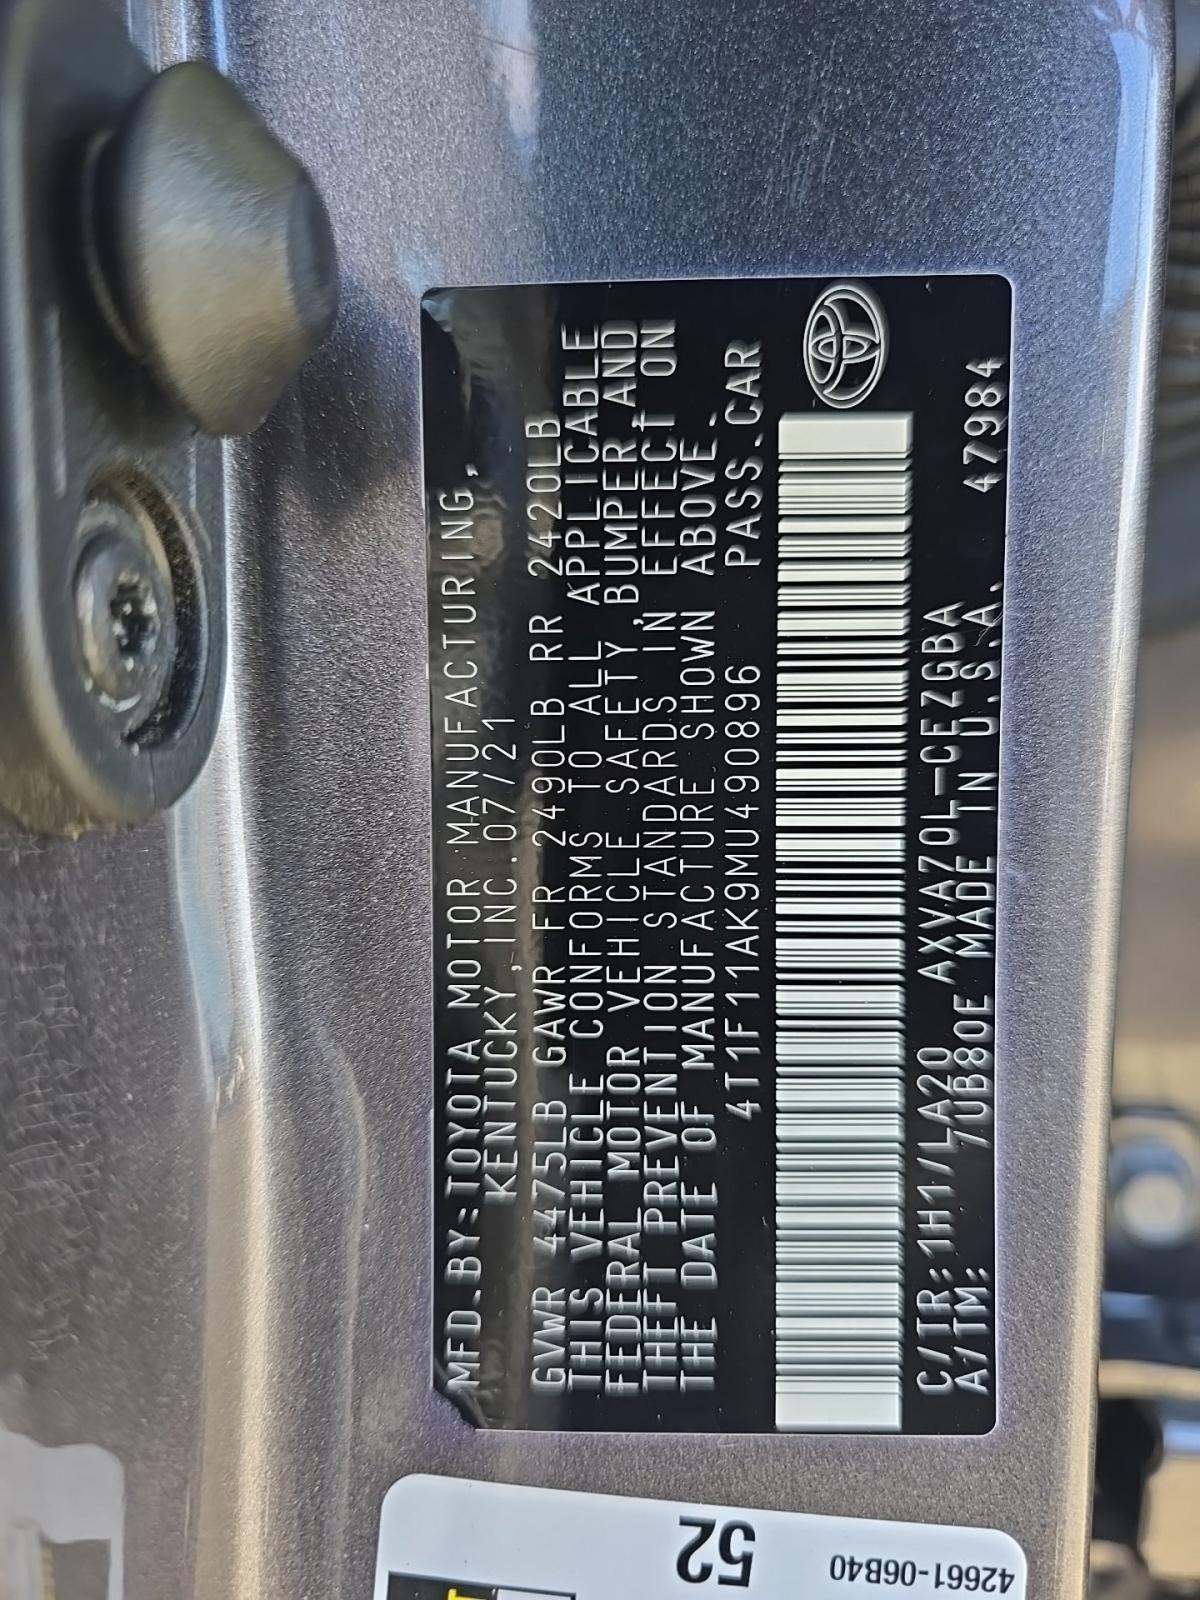 MFD.BY:TOYOTA MOTOR MANUFACTURING,
KENTUCKY,INC.07/21
GVWR 4475LB GAWR FR 2490LB RR 2420LB
THIS VEHICLE CONFORMS TO ALL APPLICABLE
FEDERAL MOTOR VEHICLE SAFETY,BUMPER,AND
THEFT PREVENTION STANDARDS IN EFFECT ON
THE DATE OF MANUFACTURE SHOWN ABOVE.
4T1F11AK9MU490896 PASS.CAR
C/TR:1H1/LA20 AXVA70L-CEZGBA
A/TM: /UB80E MADE IN U.S.A. 47984
52
42661-06B40